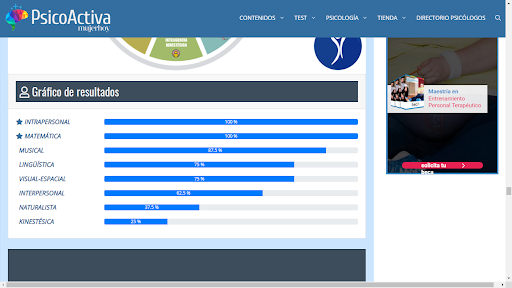 PsicoActiva
mujerhoy
CONTENIDOS
TEST
PSICOLOGÍA
TIENDA
DIRECTORIO PSICÓLOGOS
INTELIGENCIA
NATURALISTA
Gráfico de resultados
INTRAPERSONAL 100 %
MATEMÁTICA 100 %
MUSICAL 87.5 %
LINGÜÍSTICA 75 %
VISUAL-ESPACIAL 75 %
INTERPERSONAL 62.5 %
NATURALISTA 37.5 %
KINESTÉSICA 25 %
Maestría en
Entrenamiento
Personal Terapéutico
solicita tu
beca